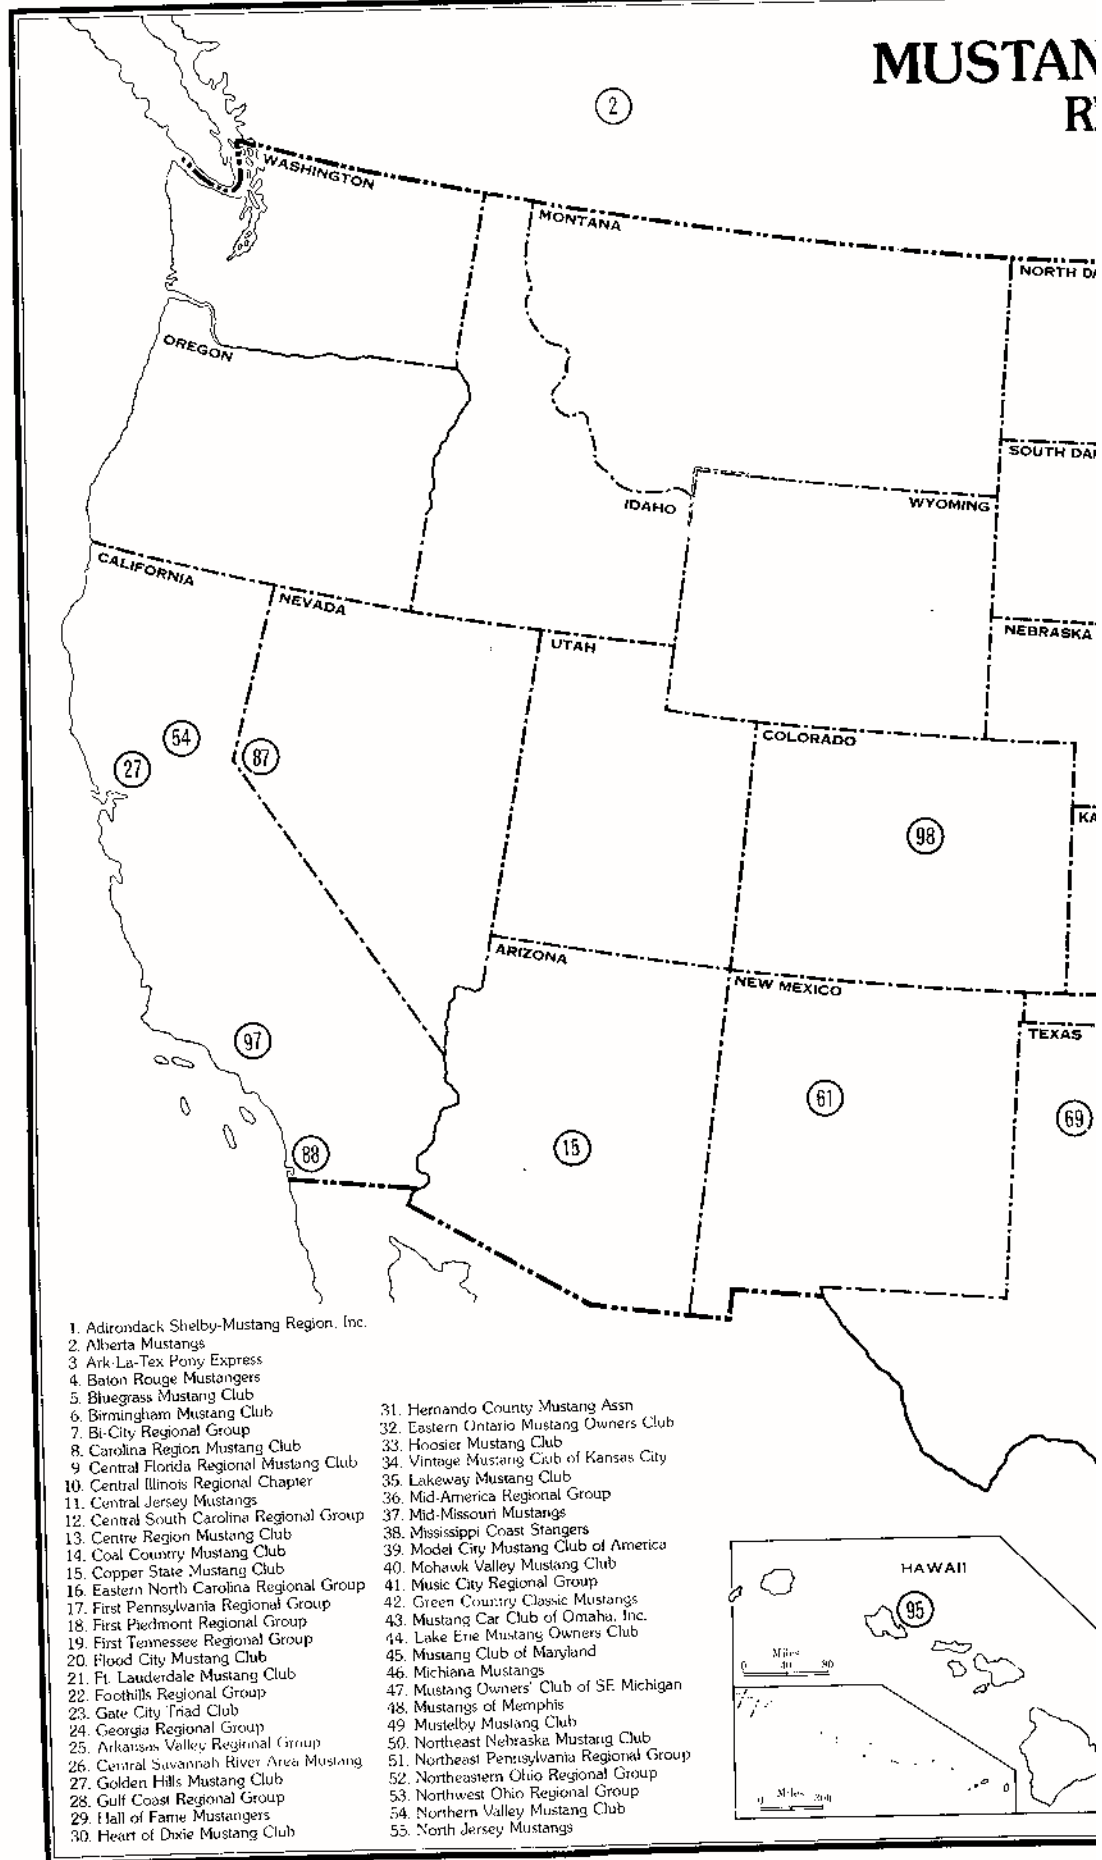 MUSTAN
R
2
WASHINGTON
MONTANA
NORTH DA
OREGON
SOUTH DA
IDAHO
WYOMING
CALIFORNIA
NEVADA
UTAH
NEBRASKA
54
27
87
COLORADO
KA
98
ARIZONA
NEW MEXICO
TEXAS
97
61
69
88
15
1. Adirondack Shelby-Mustang Region, Inc.
2. Alberta Mustangs
3 Ark-La-Tex Pony Express
4. Baton Rouge Mustangers
5. Bluegrass Mustang Club
6. Birmingham Mustang Club
7. Bi-City Regional Group
8. Carolina Region Mustang Club
9 Central Florida Regional Mustang Club
10. Central Illinois Regional Chapter
11. Central Jersey Mustangs
12. Central South Carolina Regional Group
13. Centre Region Mustang Club
14. Coal Country Mustang Club
15. Copper State Mustang Club
16. Eastern North Carolina Regional Group
17. First Pennsylvania Regional Group
18. First Piedmont Regional Group
19. First Tennessee Regional Group
20. Flood City Mustang Club
21. Ft. Lauderdale Mustang Club
22. Foothills Regional Group
23. Gate City Triad Club
24. Georgia Regional Group
25. Arkansas Valley Regional Group
26. Central Savannah River Area Mustang
27. Golden Hills Mustang Club
28. Gulf Coast Regional Group
29. Hall of Fame Mustangers
30. Heart of Dixie Mustang Club
31. Hernando County Mustang Assn
32. Eastern Ontario Mustang Owners Club
33. Hoosier Mustang Club
34. Vintage Mustang Club of Kansas City
35. Lakeway Mustang Club
36. Mid-America Regional Group
37. Mid-Missouri Mustangs
38. Mississippi Coast Stangers
39. Model City Mustang Club of America
40. Mohawk Valley Mustang Club
41. Music City Regional Group
42. Green Country Classic Mustangs
43. Mustang Car Club of Omaha, Inc.
44. Lake Erie Mustang Owners Club
45. Mustang Club of Maryland
46. Michiana Mustangs
47. Mustang Owners' Club of SE Michigan
48. Mustangs of Memphis
49 Mustelby Mustang Club
50. Northeast Nebraska Mustang Club
51. Northeast Pennsylvania Regional Group
52. Northeastern Ohio Regional Group
53. Northwest Ohio Regional Group
54. Northern Valley Mustang Club
55. North Jersey Mustangs
HAWAII
95
Miles
0 40 80
Miles
0 300